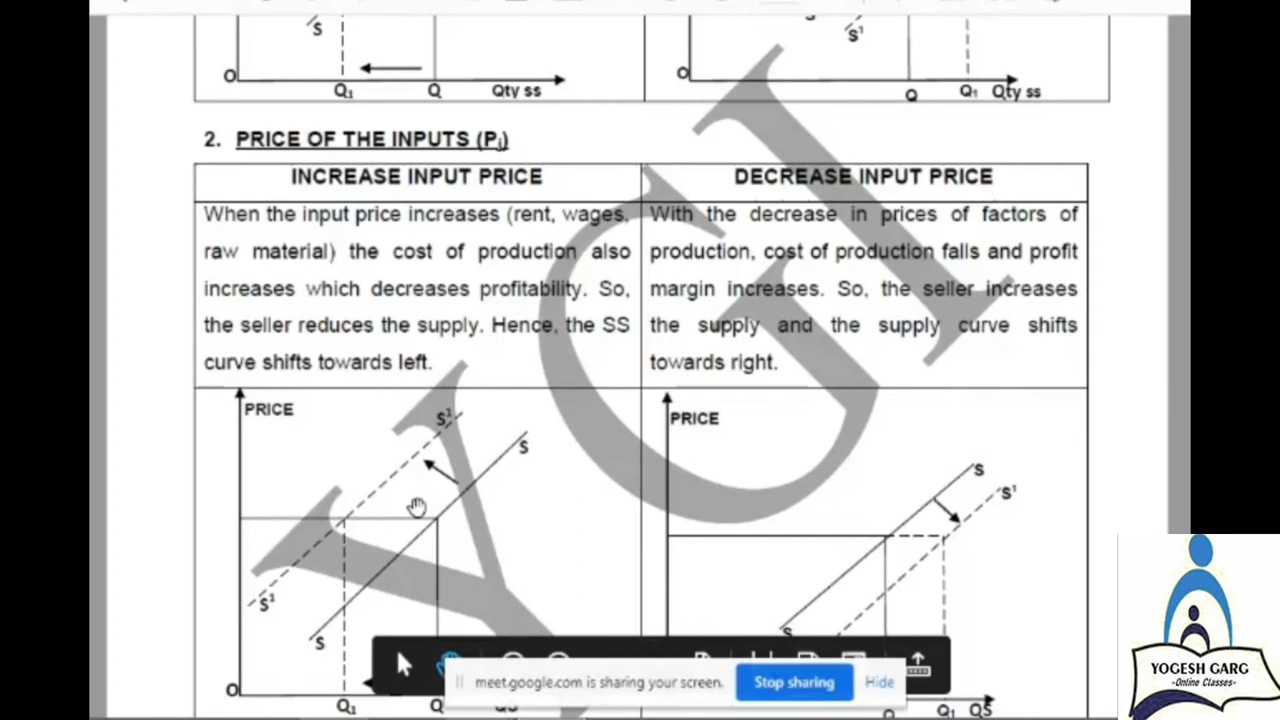 S
S¹
O
Q₁ Q Qty ss
O
Q Q₁ Qty ss
2. PRICE OF THE INPUTS (Pᵢ)
INCREASE INPUT PRICE
DECREASE INPUT PRICE
When the input price increases (rent, wages,
raw material) the cost of production also
increases which decreases profitability. So,
the seller reduces the supply. Hence, the SS
curve shifts towards left.
With the decrease in prices of factors of
production, cost of production falls and profit
margin increases. So, the seller increases
the supply and the supply curve shifts
towards right.
PRICE
S¹
S
S¹
S
O
Q₁ Q
PRICE
S
S¹
S
Q₁ QS
YGI
meet.google.com is sharing your screen.
Stop sharing
Hide
YOGESH GARG
-Online Classes-